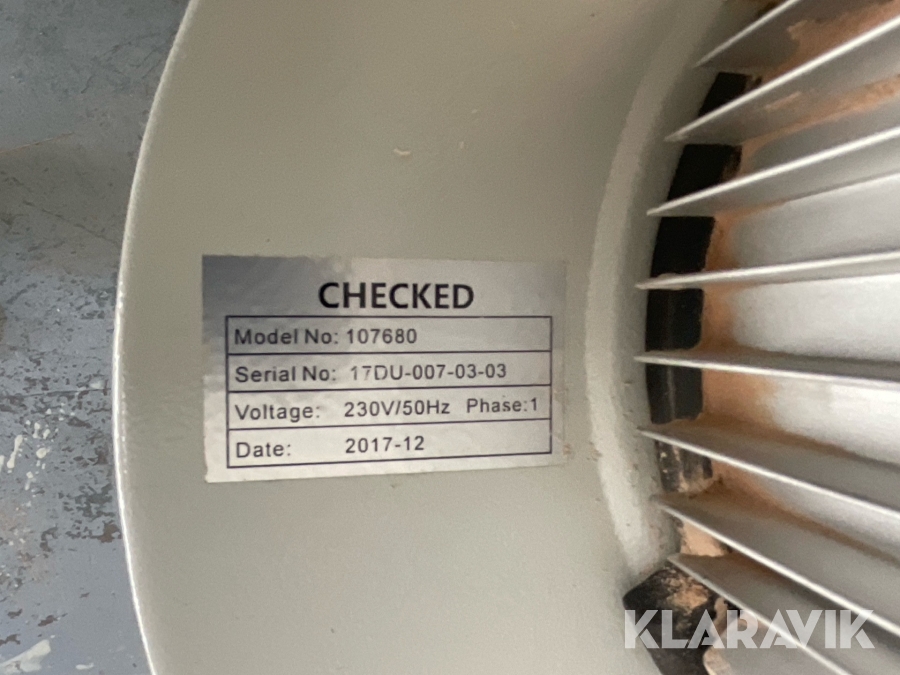 CHECKED
Model No: 107680
Serial No: 17DU-007-03-03
Voltage: 230V/50Hz Phase:1
Date: 2017-12
KLARAVIK